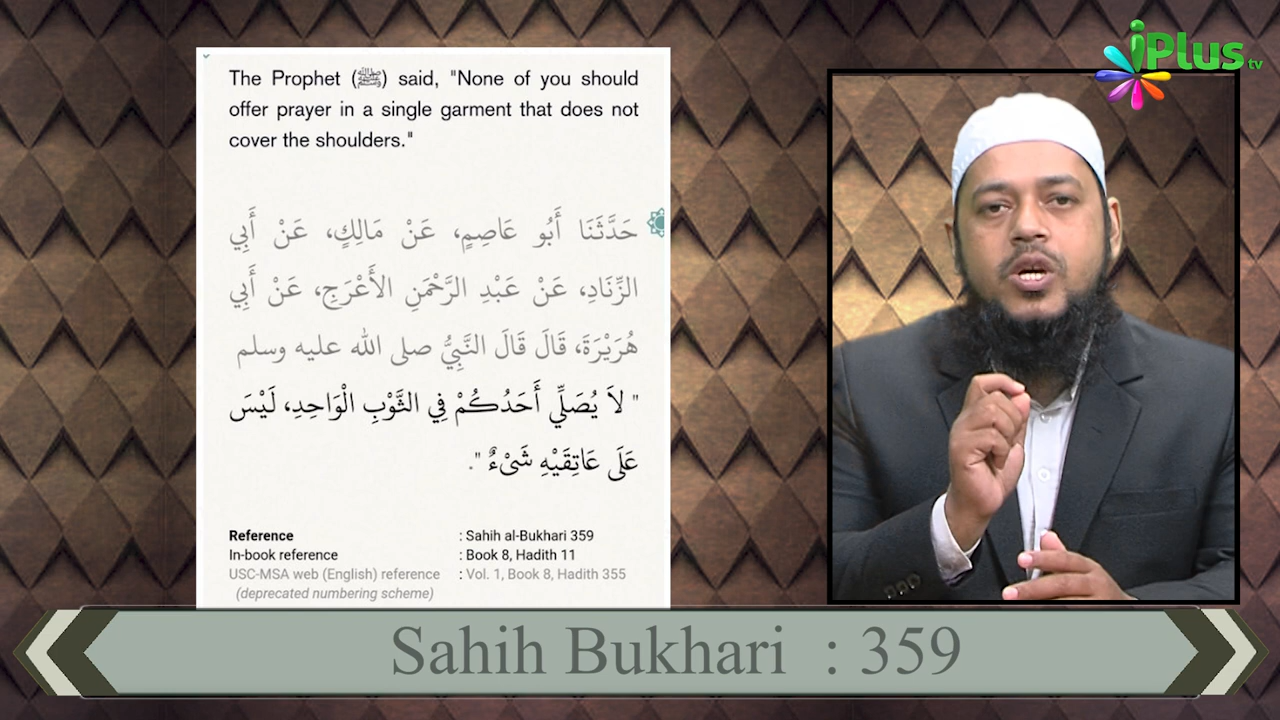 iPlus tv
The Prophet (ﷺ) said, "None of you should
offer prayer in a single garment that does not
cover the shoulders."
حَدَّثَنَا أَبُو عَاصِمٍ، عَنْ مَالِكٍ، عَنْ أَبِي
الزِّنَادِ، عَنْ عَبْدِ الرَّحْمَنِ الأَعْرَجِ، عَنْ أَبِي
هُرَيْرَةَ، قَالَ قَالَ النَّبِيُّ صلى الله عليه وسلم
" لاَ يُصَلِّي أَحَدُكُمْ فِي الثَّوْبِ الْوَاحِدِ، لَيْسَ
عَلَى عَاتِقَيْهِ شَىْءٌ ".
Reference : Sahih al-Bukhari 359
In-book reference : Book 8, Hadith 11
USC-MSA web (English) reference : Vol. 1, Book 8, Hadith 355
(deprecated numbering scheme)
Sahih Bukhari : 359